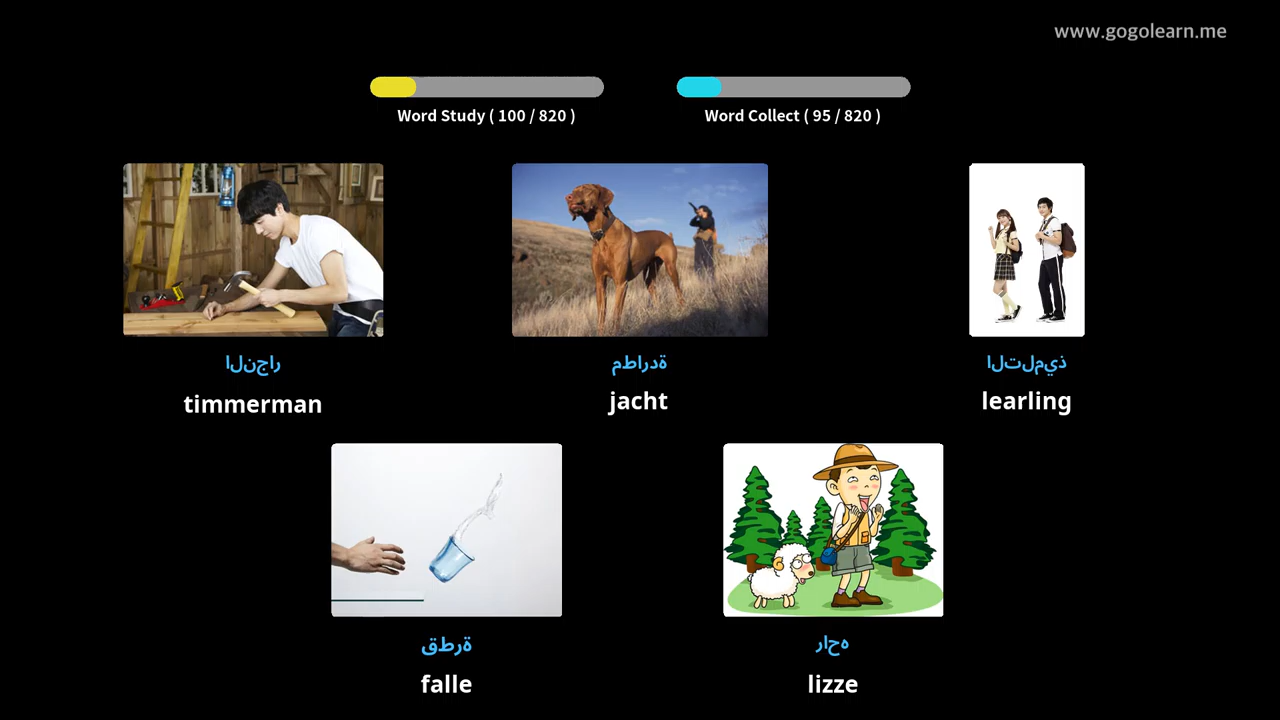 www.gogolearn.me
Word Study ( 100 / 820 )
Word Collect ( 95 / 820 )
النجار
timmerman
مطاردة
jacht
التلميذ
learling
قطرة
falle
راحه
lizze